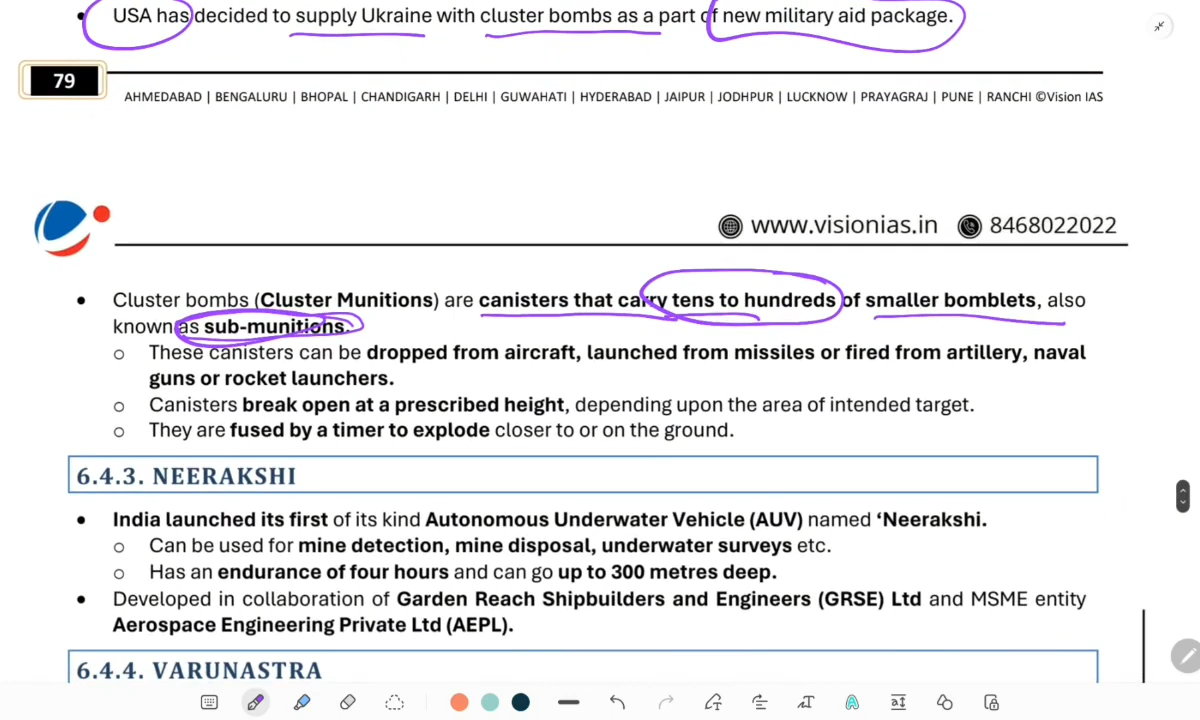 • USA has decided to supply Ukraine with cluster bombs as a part of new military aid package.
79
AHMEDABAD | BENGALURU | BHOPAL | CHANDIGARH | DELHI | GUWAHATI | HYDERABAD | JAIPUR | JODHPUR | LUCKNOW | PRAYAGRAJ | PUNE | RANCHI ©Vision IAS
www.visionias.in 8468022022
• Cluster bombs (Cluster Munitions) are canisters that carry tens to hundreds of smaller bomblets, also
known as sub-munitions.
o These canisters can be dropped from aircraft, launched from missiles or fired from artillery, naval
guns or rocket launchers.
o Canisters break open at a prescribed height, depending upon the area of intended target.
o They are fused by a timer to explode closer to or on the ground.
6.4.3. NEERAKSHI
• India launched its first of its kind Autonomous Underwater Vehicle (AUV) named ‘Neerakshi.
o Can be used for mine detection, mine disposal, underwater surveys etc.
o Has an endurance of four hours and can go up to 300 metres deep.
• Developed in collaboration of Garden Reach Shipbuilders and Engineers (GRSE) Ltd and MSME entity
Aerospace Engineering Private Ltd (AEPL).
6.4.4. VARUNASTRA